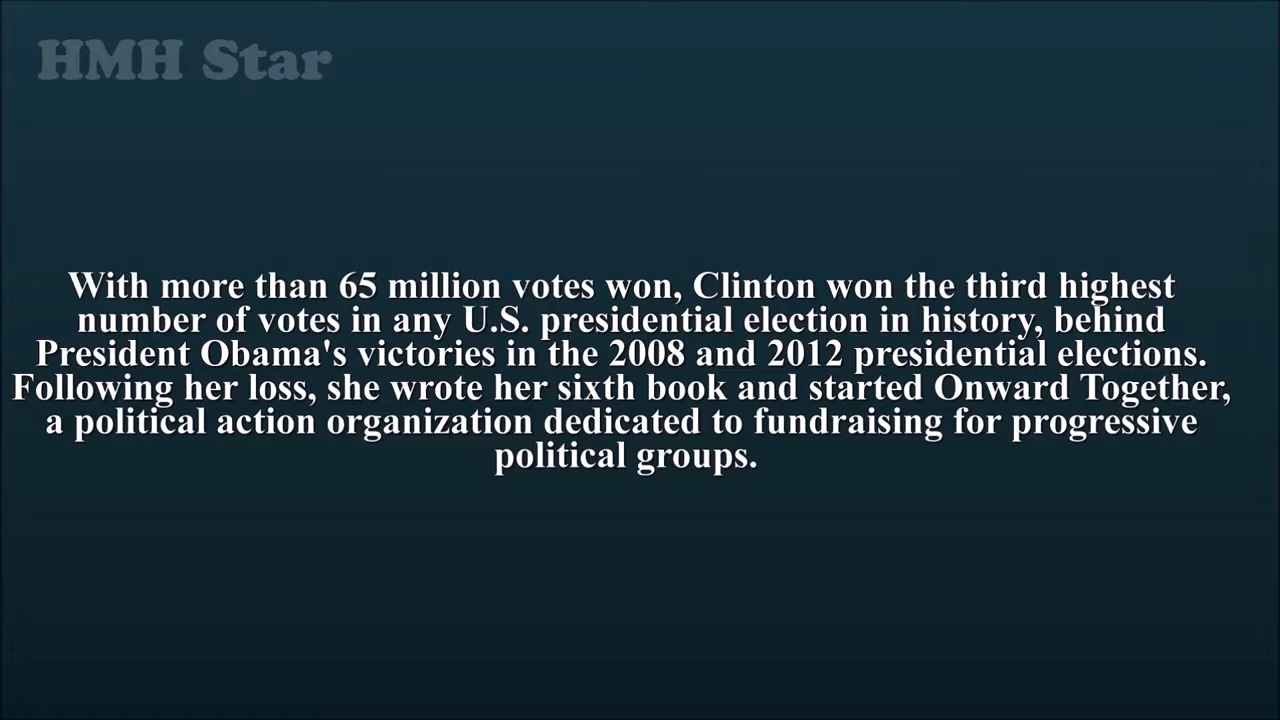 HMH Star
With more than 65 million votes won, Clinton won the third highest
number of votes in any U.S. presidential election in history, behind
President Obama's victories in the 2008 and 2012 presidential elections.
Following her loss, she wrote her sixth book and started Onward Together,
a political action organization dedicated to fundraising for progressive
political groups.